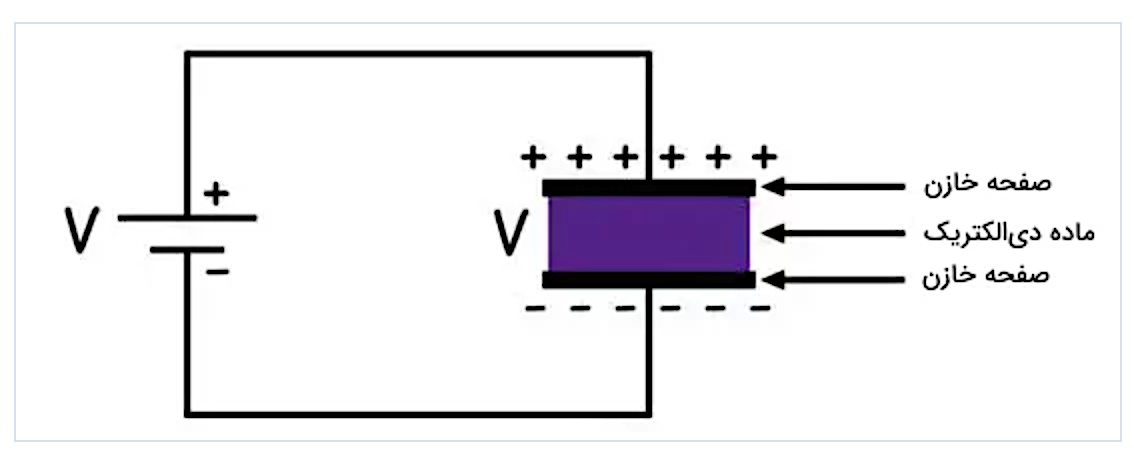 + + + + + +
صفحه خازن
+
V
V
ماده دی‌الکتریک
−
صفحه خازن
− − − − − −